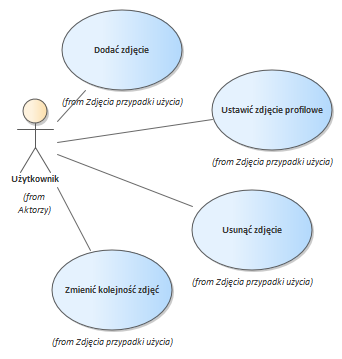 Dodać zdjęcie
(from Zdjęcia przypadki użycia)
Ustawić zdjęcie profilowe
(from Zdjęcia przypadki użycia)
Użytkownik
(from
Aktorzy)
Usunąć zdjęcie
(from Zdjęcia przypadki użycia)
Zmienić kolejność zdjęć
(from Zdjęcia przypadki użycia)